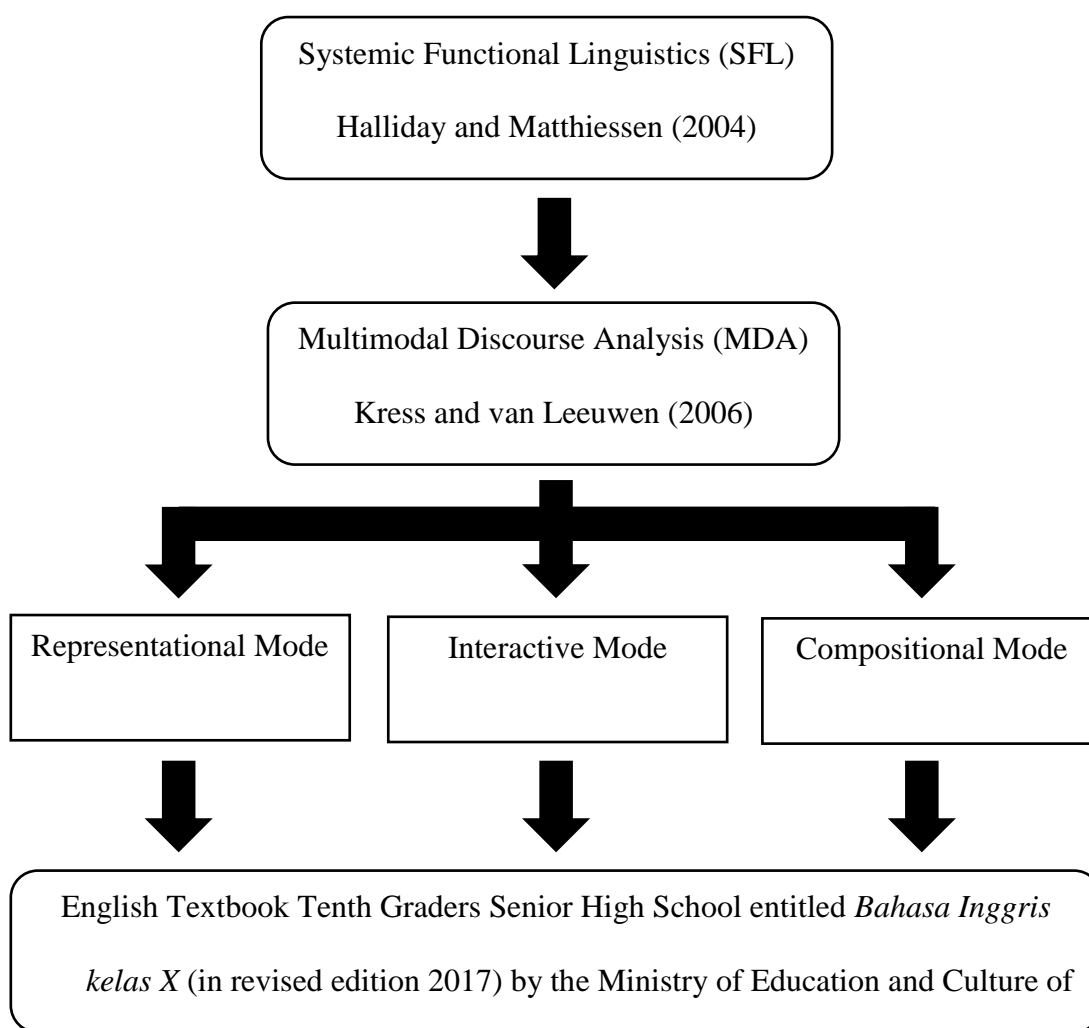 Systemic Functional Linguistics (SFL)
Halliday and Matthiessen (2004)
Multimodal Discourse Analysis (MDA)
Kress and van Leeuwen (2006)
Representational Mode
Interactive Mode
Compositional Mode
English Textbook Tenth Graders Senior High School entitled Bahasa Inggris
kelas X (in revised edition 2017) by the Ministry of Education and Culture of